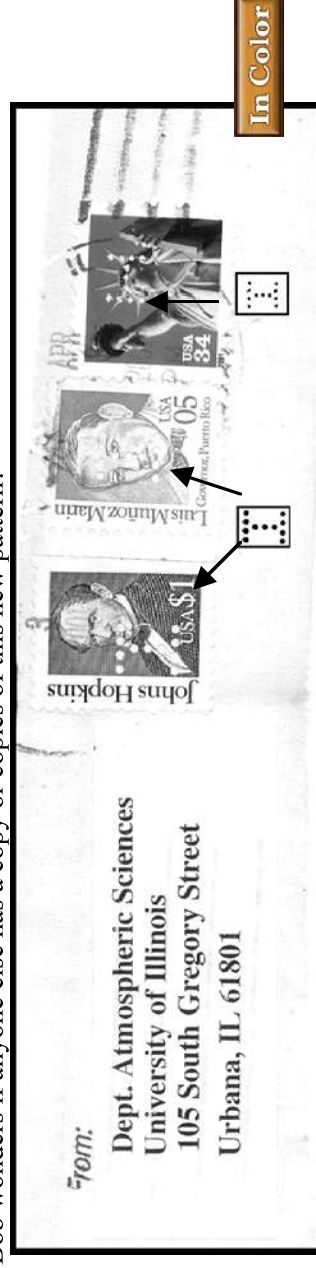 wonders if anyone else has a copy or copies of this new pattern?
In Color
From:
Dept. Atmospheric Sciences
University of Illinois
105 South Gregory Street
Urbana, IL 61801
Johns Hopkins
USA $1
Luis Muñoz Marín
Governor, Puerto Rico
USA
05
USA
34
APR